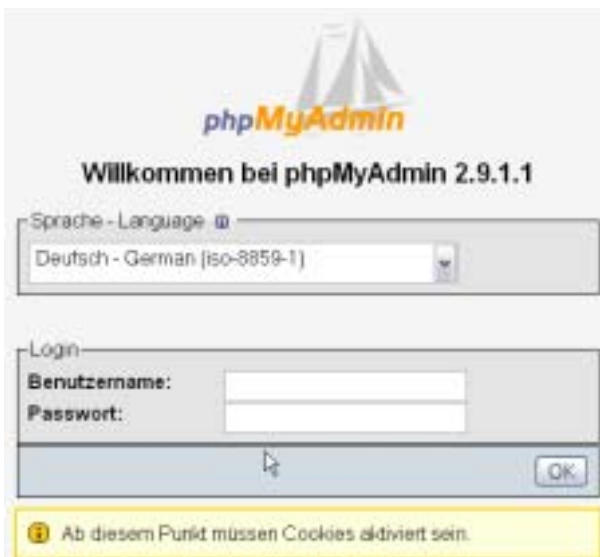 phpMyAdmin
Willkommen bei phpMyAdmin 2.9.1.1
Sprache - Language
Deutsch - German (iso-8859-1)
Login
Benutzername:
Passwort:
OK
Ab diesem Punkt müssen Cookies aktiviert sein.